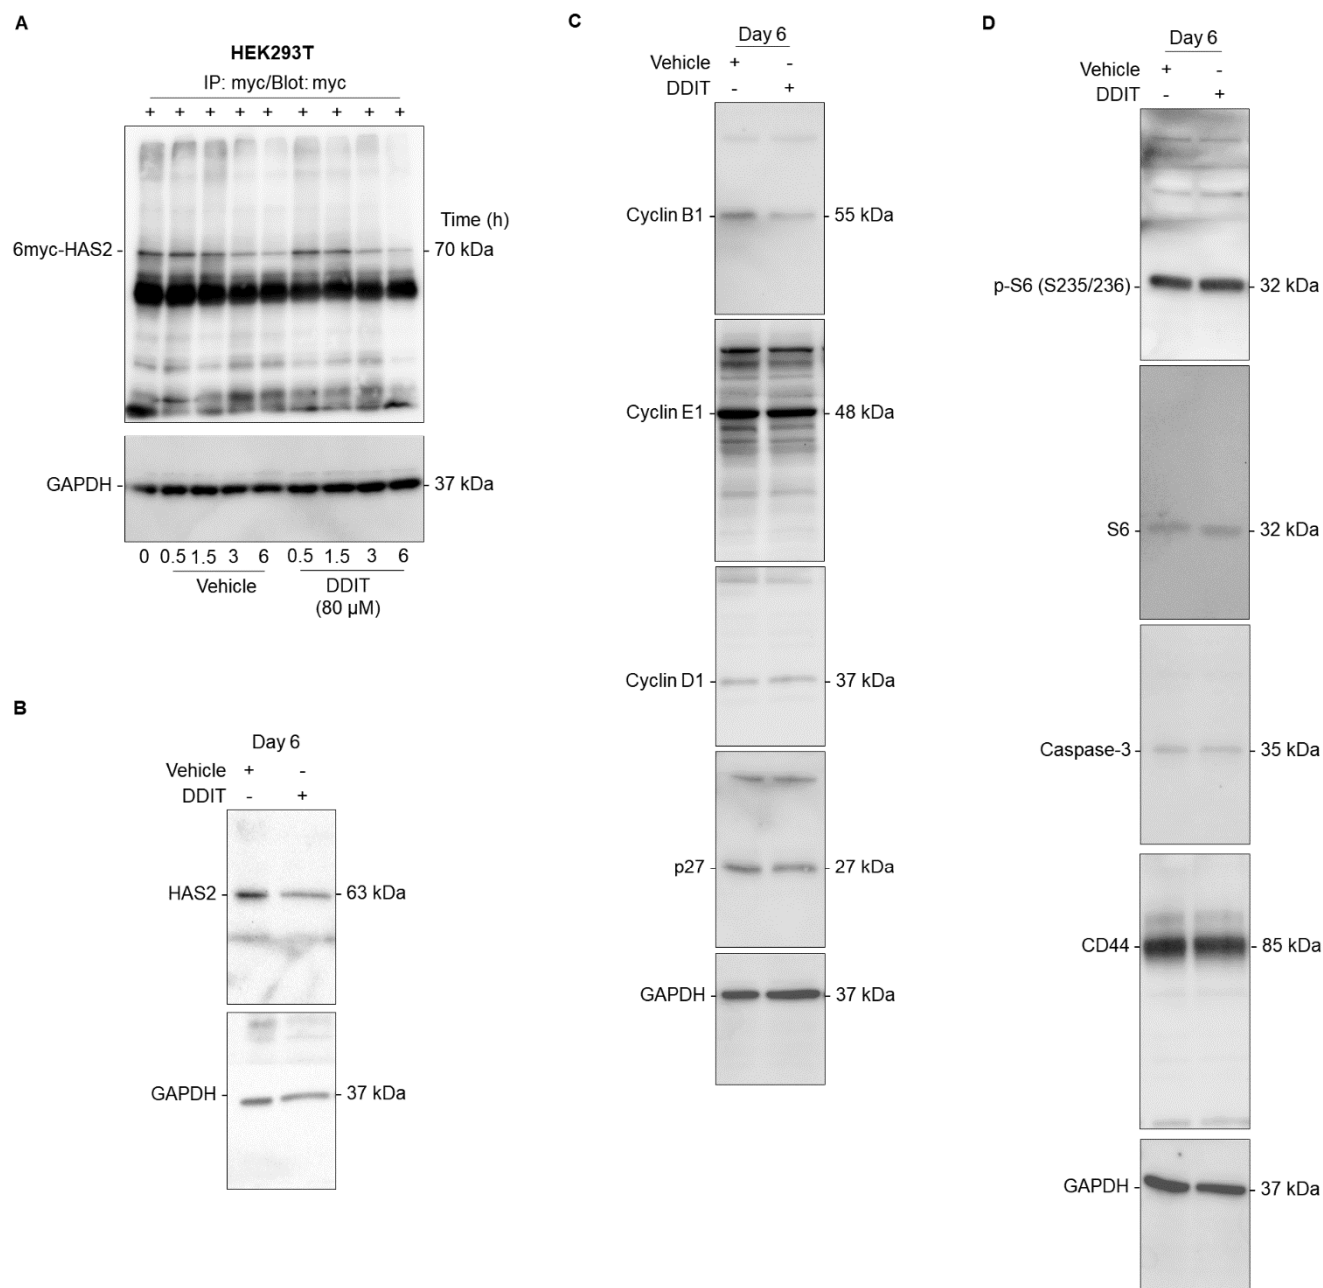 A
HEK293T
IP: myc/Blot: myc
+ + + + + + + + +
Time (h)
6myc-HAS2 - - 70 kDa
GAPDH - - 37 kDa
0 0.5 1.5 3 6 0.5 1.5 3 6
Vehicle DDIT
(80 µM)
B
Day 6
Vehicle + -
DDIT - +
HAS2 - - 63 kDa
GAPDH - - 37 kDa
C
Day 6
Vehicle + -
DDIT - +
Cyclin B1 - - 55 kDa
Cyclin E1 - - 48 kDa
Cyclin D1 - - 37 kDa
p27 - - 27 kDa
GAPDH - - 37 kDa
D
Day 6
Vehicle + -
DDIT - +
p-S6 (S235/236) - - 32 kDa
S6 - - 32 kDa
Caspase-3 - - 35 kDa
CD44 - - 85 kDa
GAPDH - - 37 kDa